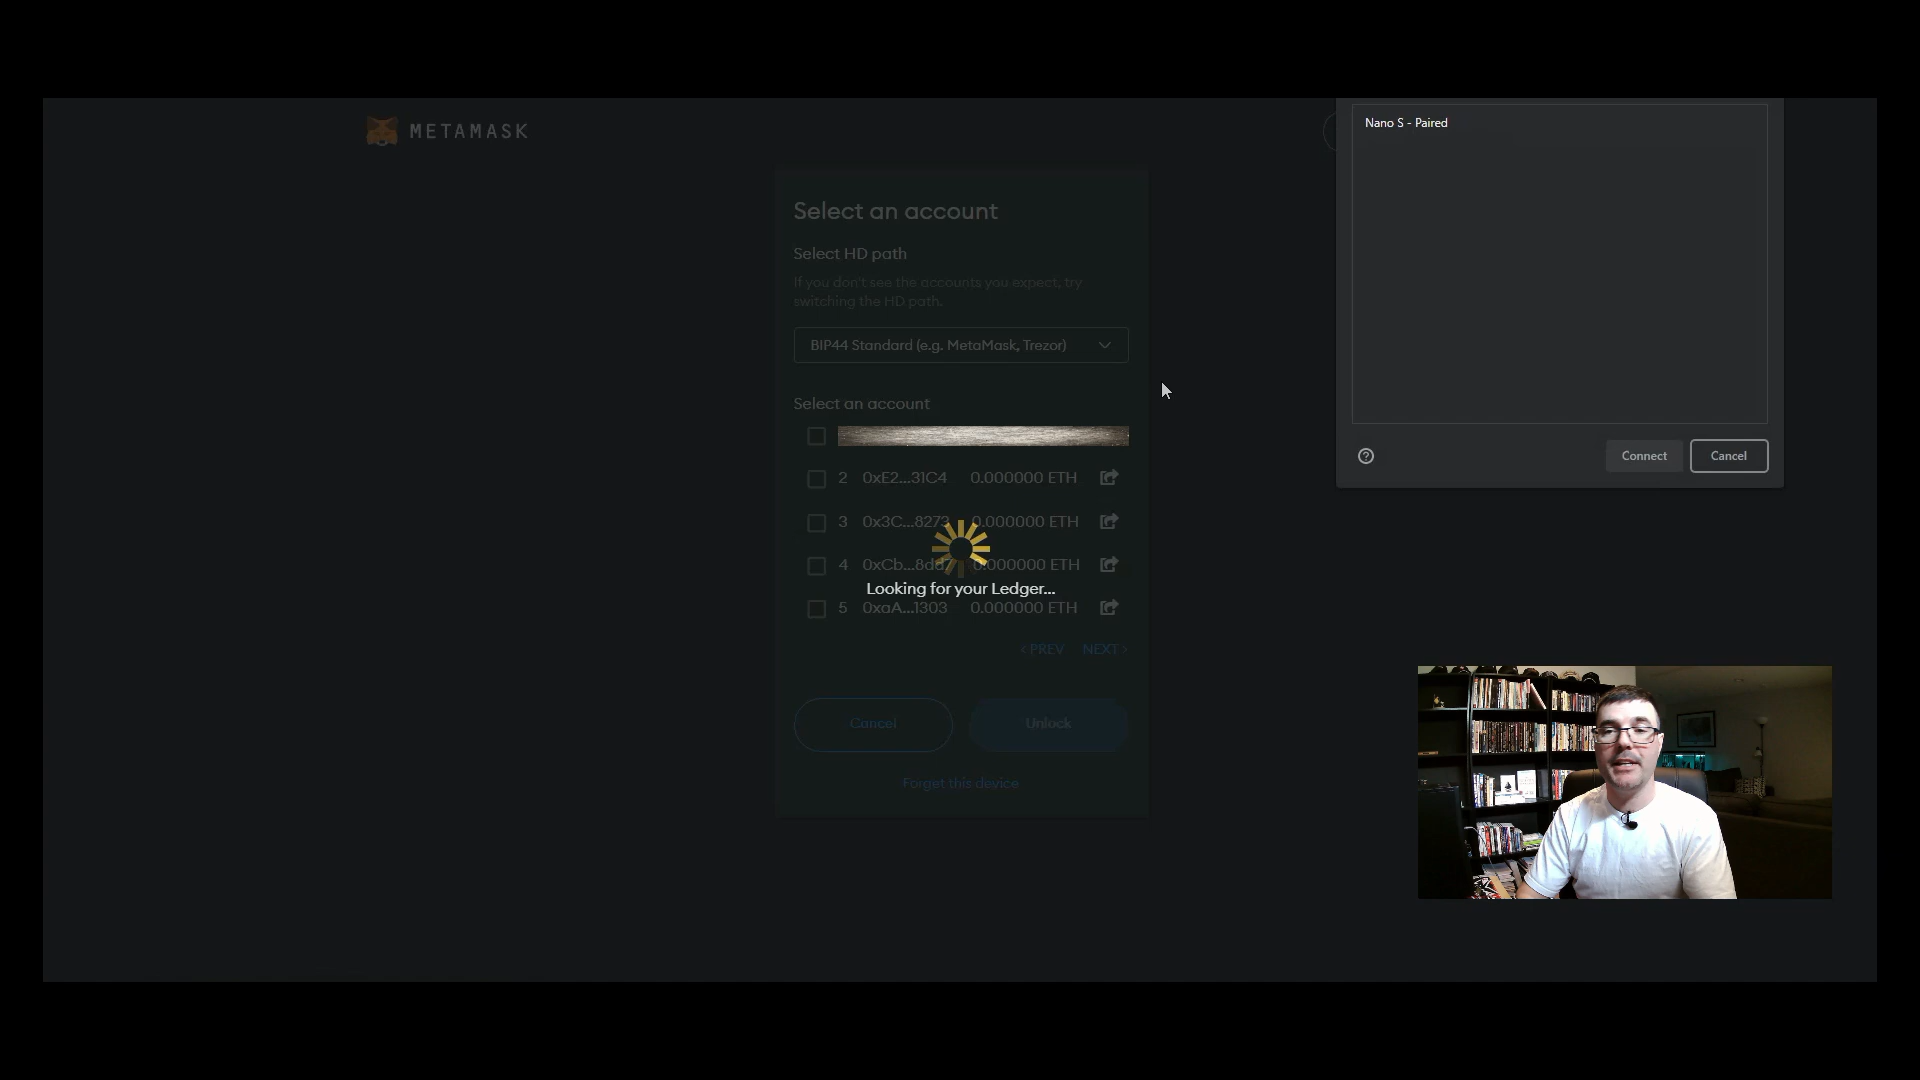 METAMASK
Nano S - Paired
Connect
Cancel
Select an account
Select HD path
If you don't see the accounts you expect, try
switching the HD path.
BIP44 Standard (e.g. MetaMask, Trezor)
Select an account
2 0xE2...31C4 0.000000 ETH
3 0x3C...8273 0.000000 ETH
4 0xCb...8dd7 0.000000 ETH
Looking for your Ledger...
5 0xaA...1303 0.000000 ETH
< PREV NEXT >
Cancel
Unlock
Forget this device